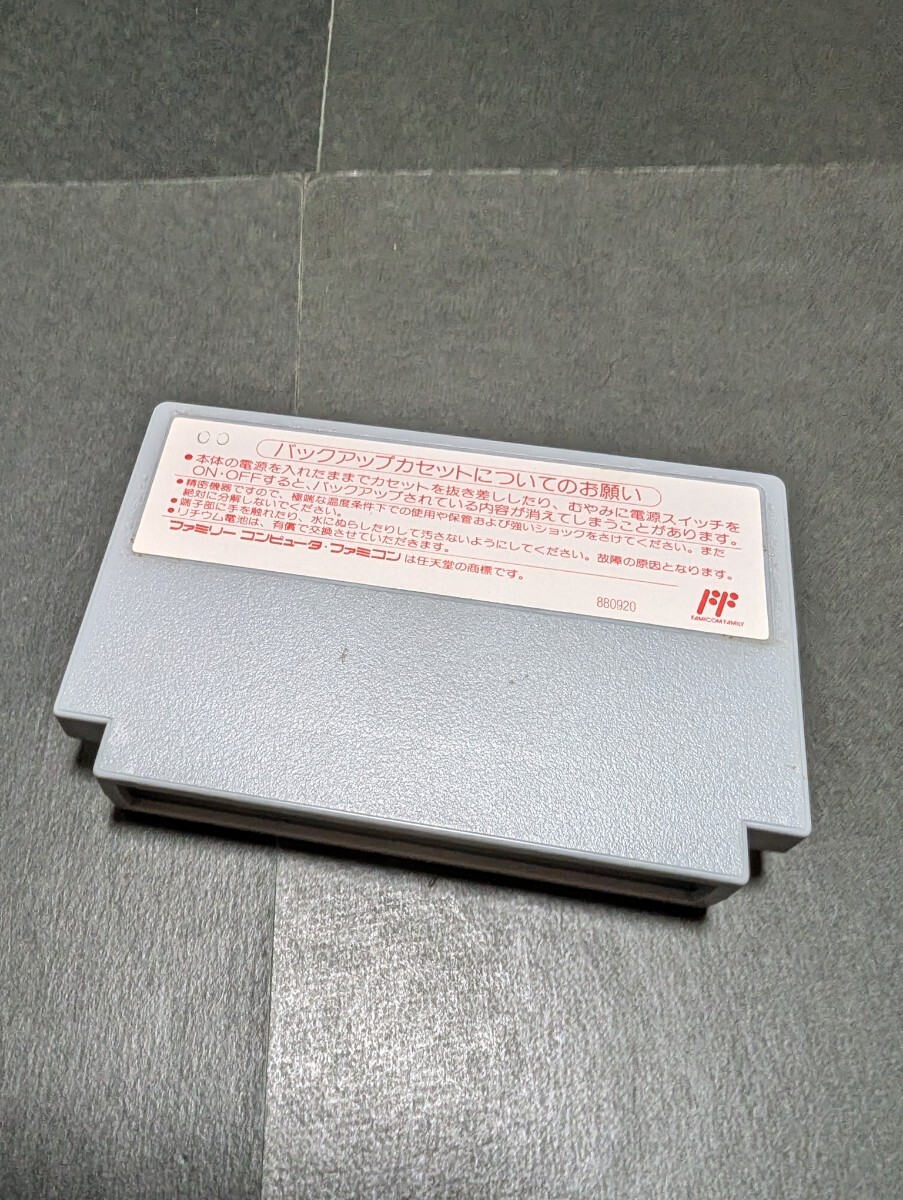 バックアップカセットについてのお願い
●本体の電源を入れたままでカセットを抜き差ししたり、むやみに電源スイッチを
ON・OFFすると、バックアップされている内容が消えてしまうことがあります。
●精密機器ですので、極端な温度条件下での使用や保管および強いショックをさけてください。また
絶対に分解しないでください。
●端子部に手を触れたり、水にぬらしたりして汚さないようにしてください。故障の原因となります。
●リチウム電池は、有償で交換させていただきます。
ファミリーコンピュータ・ファミコンは任天堂の商標です。
880920
FAMICOM FAMILY